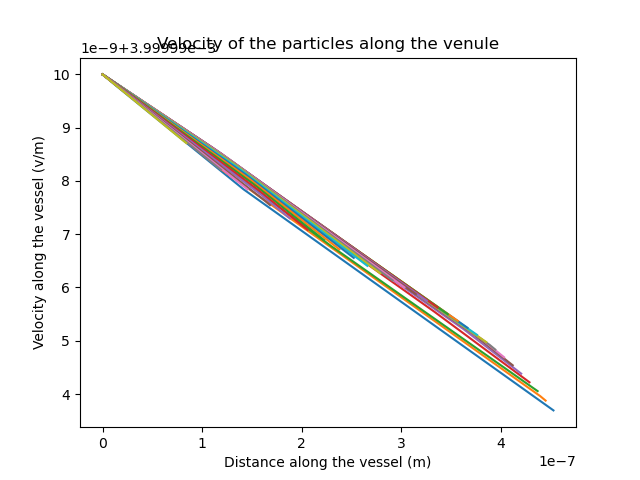 Velocity of the particles along the venule
1e−9+3.99999e−3
10
9
8
7
6
5
4
Velocity along the vessel (v/m)
0
1
2
3
4
1e−7
Distance along the vessel (m)